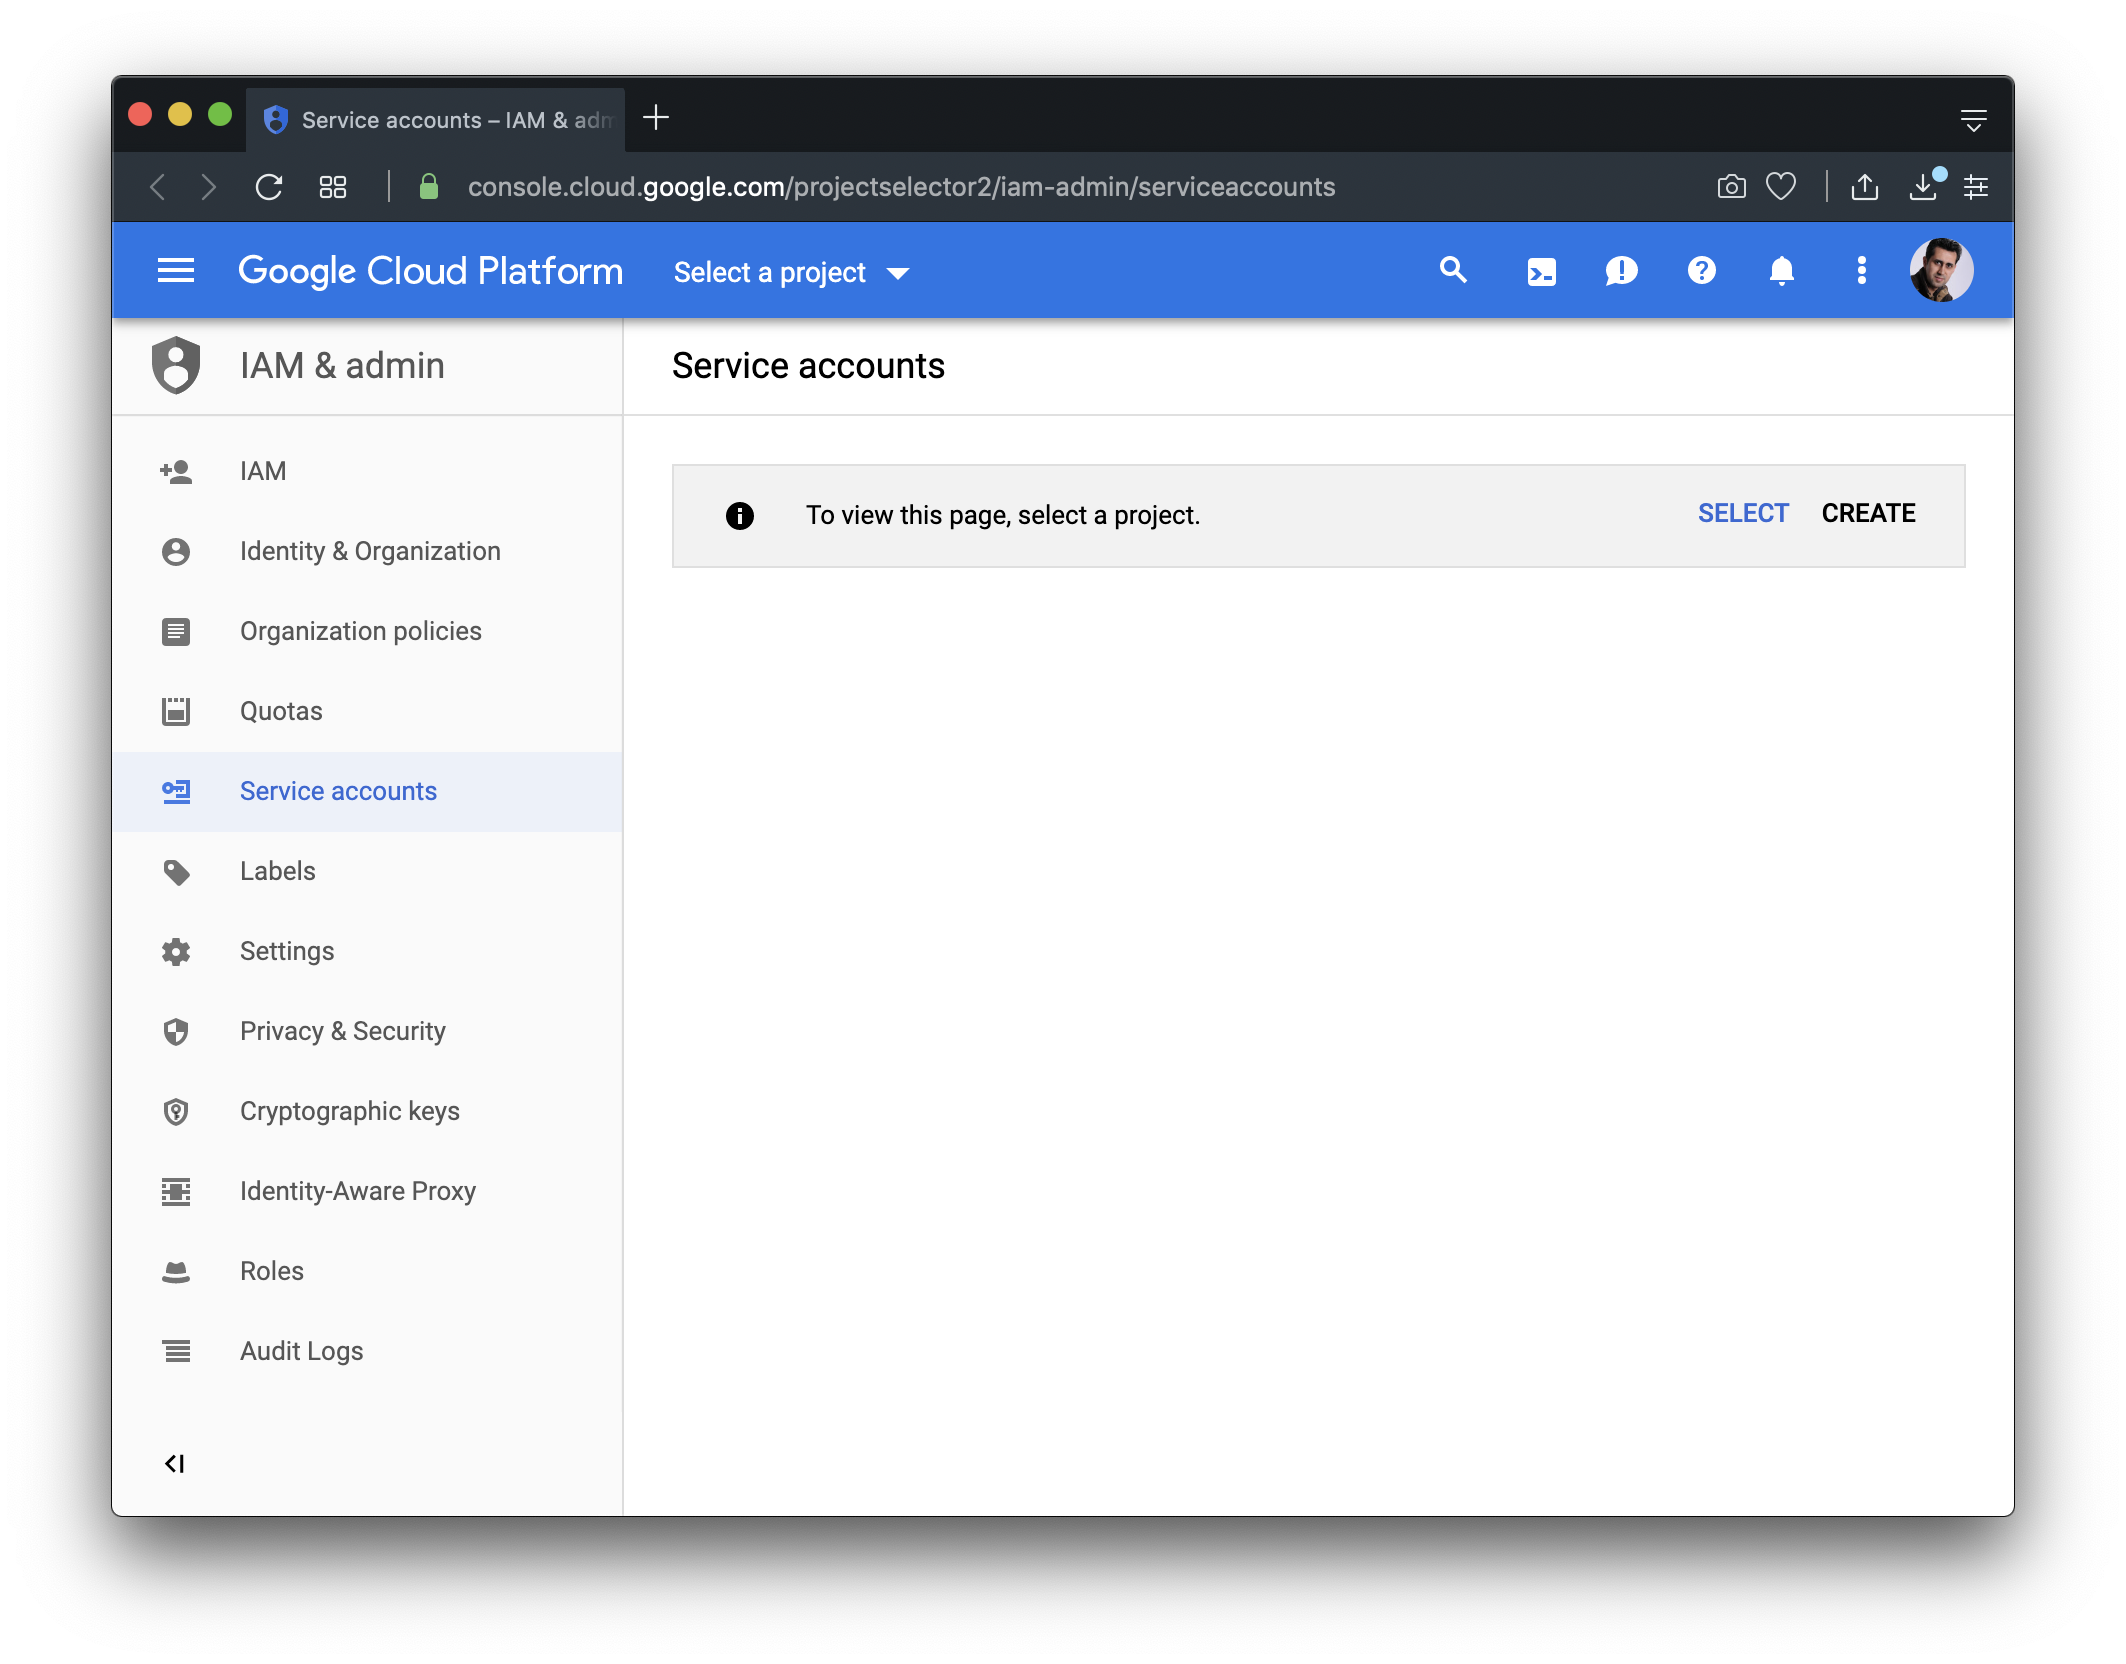 Service accounts – IAM & adm
console.cloud.google.com/projectselector2/iam-admin/serviceaccounts
Google Cloud Platform
Select a project
IAM & admin
Service accounts
IAM
Identity & Organization
Organization policies
Quotas
Service accounts
Labels
Settings
Privacy & Security
Cryptographic keys
Identity-Aware Proxy
Roles
Audit Logs
To view this page, select a project.
SELECT
CREATE